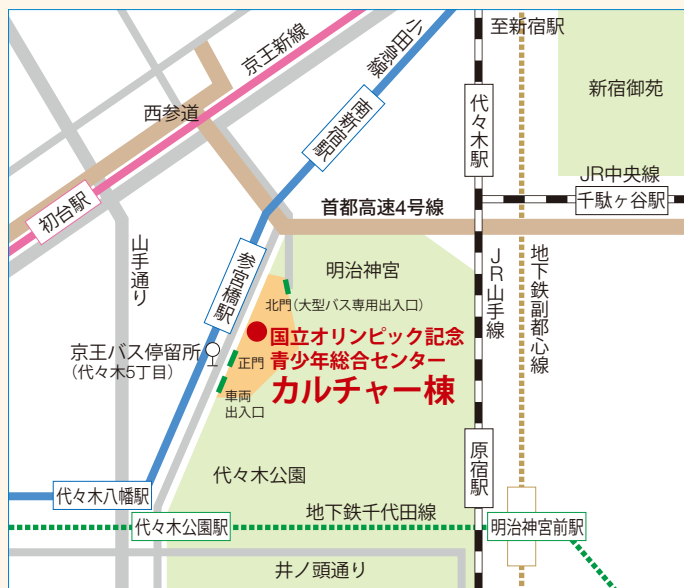 至新宿駅
小田急線
京王新線
新宿御苑
西参道
南新宿駅
代々木駅
JR中央線
千駄ヶ谷駅
初台駅
首都高速4号線
山手通り
参宮橋駅
明治神宮
JR山手線
地下鉄副都心線
北門(大型バス専用出入口)
国立オリンピック記念
青少年総合センター
カルチャー棟
京王バス停留所
(代々木5丁目)
正門
車両
出入口
原宿駅
代々木公園
代々木八幡駅
地下鉄千代田線
代々木公園駅
明治神宮前駅
井ノ頭通り